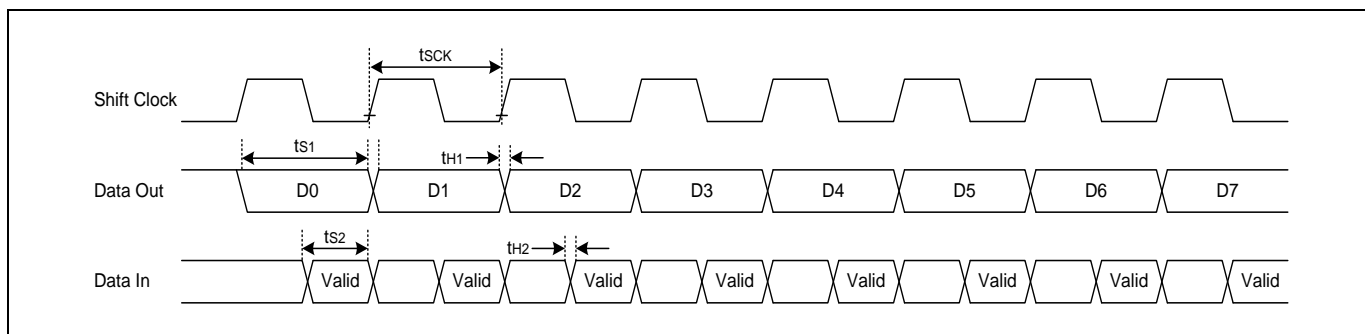 tSCK
Shift Clock
tS1
tH1
Data Out
D0 D1 D2 D3 D4 D5 D6 D7
tS2
tH2
Data In
Valid Valid Valid Valid Valid Valid Valid Valid